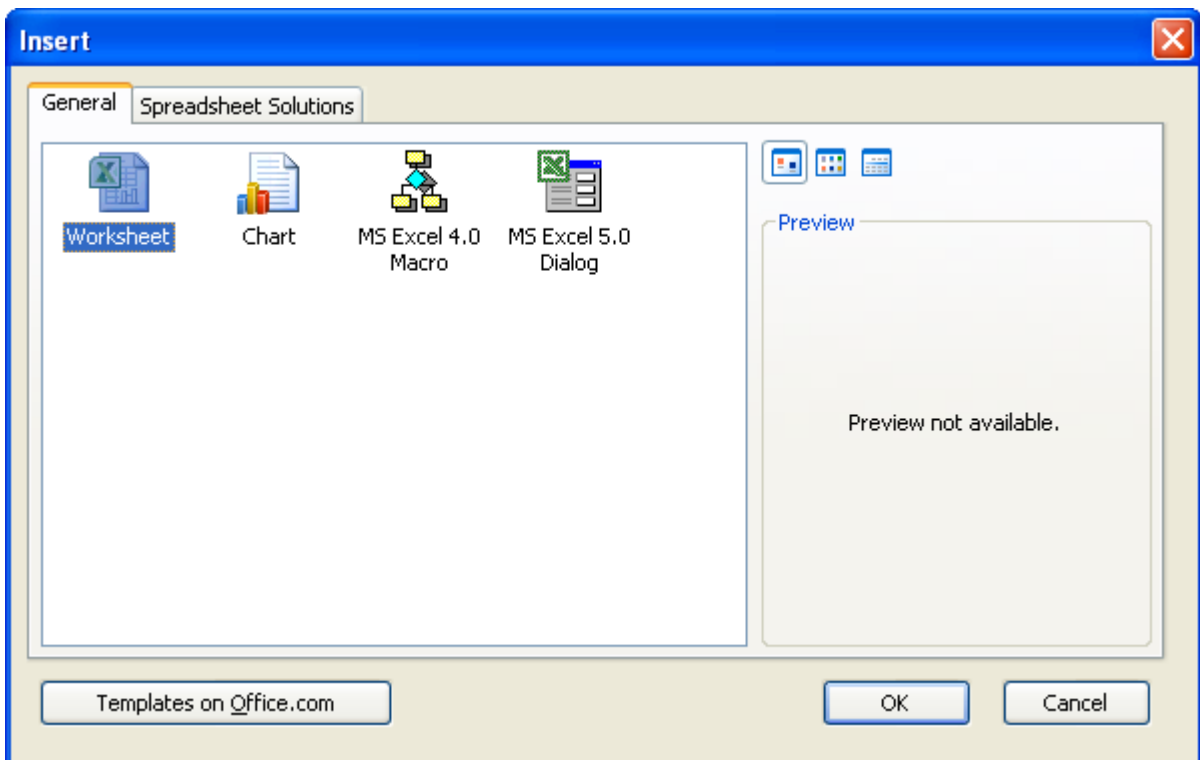 Insert
General
Spreadsheet Solutions
Worksheet
Chart
MS Excel 4.0
Macro
MS Excel 5.0
Dialog
Preview
Preview not available.
Templates on Office.com
OK
Cancel